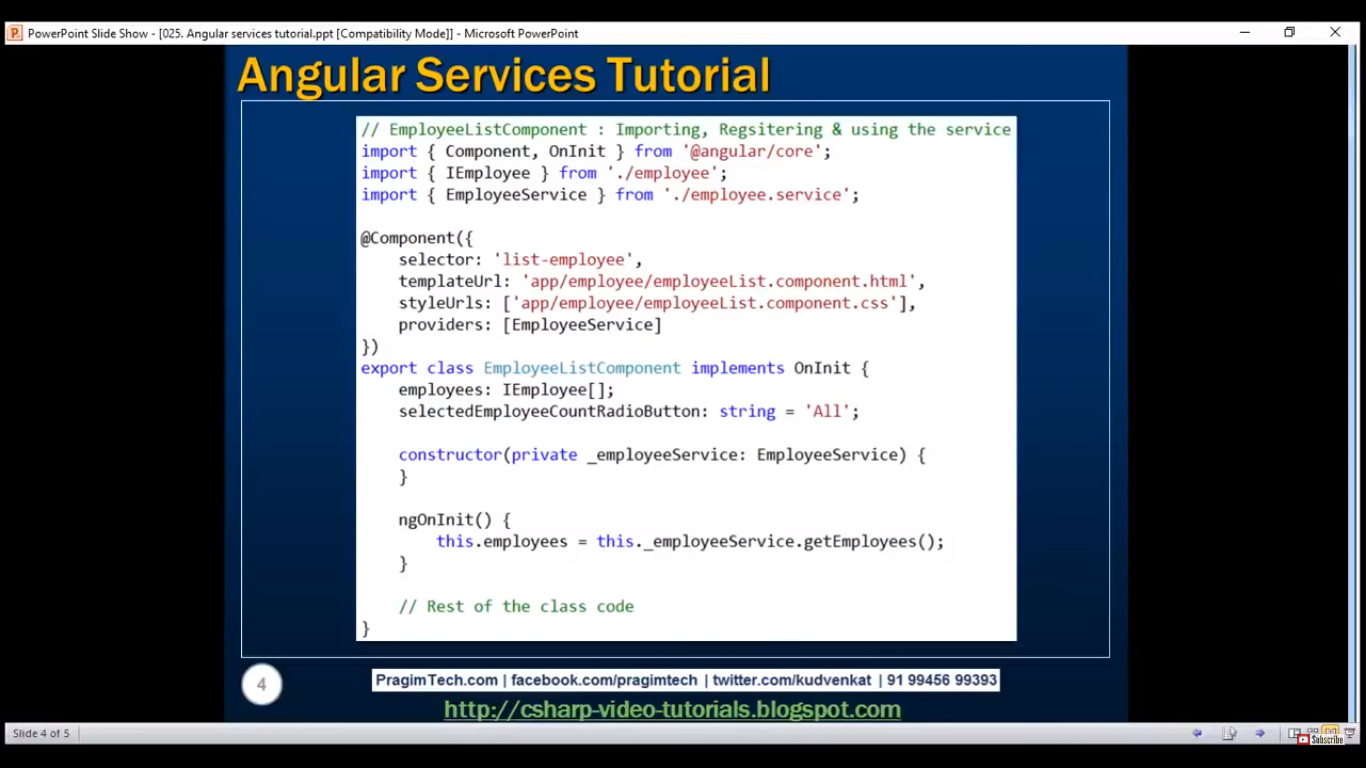 PowerPoint Slide Show - [025. Angular services tutorial.ppt [Compatibility Mode]] - Microsoft PowerPoint
Angular Services Tutorial
// EmployeeListComponent : Importing, Regsitering & using the service
import { Component, OnInit } from '@angular/core';
import { IEmployee } from './employee';
import { EmployeeService } from './employee.service';
@Component({
    selector: 'list-employee',
    templateUrl: 'app/employee/employeeList.component.html',
    styleUrls: ['app/employee/employeeList.component.css'],
    providers: [EmployeeService]
})
export class EmployeeListComponent implements OnInit {
    employees: IEmployee[];
    selectedEmployeeCountRadioButton: string = 'All';
    constructor(private _employeeService: EmployeeService) {
    }
    ngOnInit() {
        this.employees = this._employeeService.getEmployees();
    }
    // Rest of the class code
}
4
PragimTech.com | facebook.com/pragimtech | twitter.com/kudvenkat | 91 99456 99393
http://csharp-video-tutorials.blogspot.com
Slide 4 of 5
Subscribe